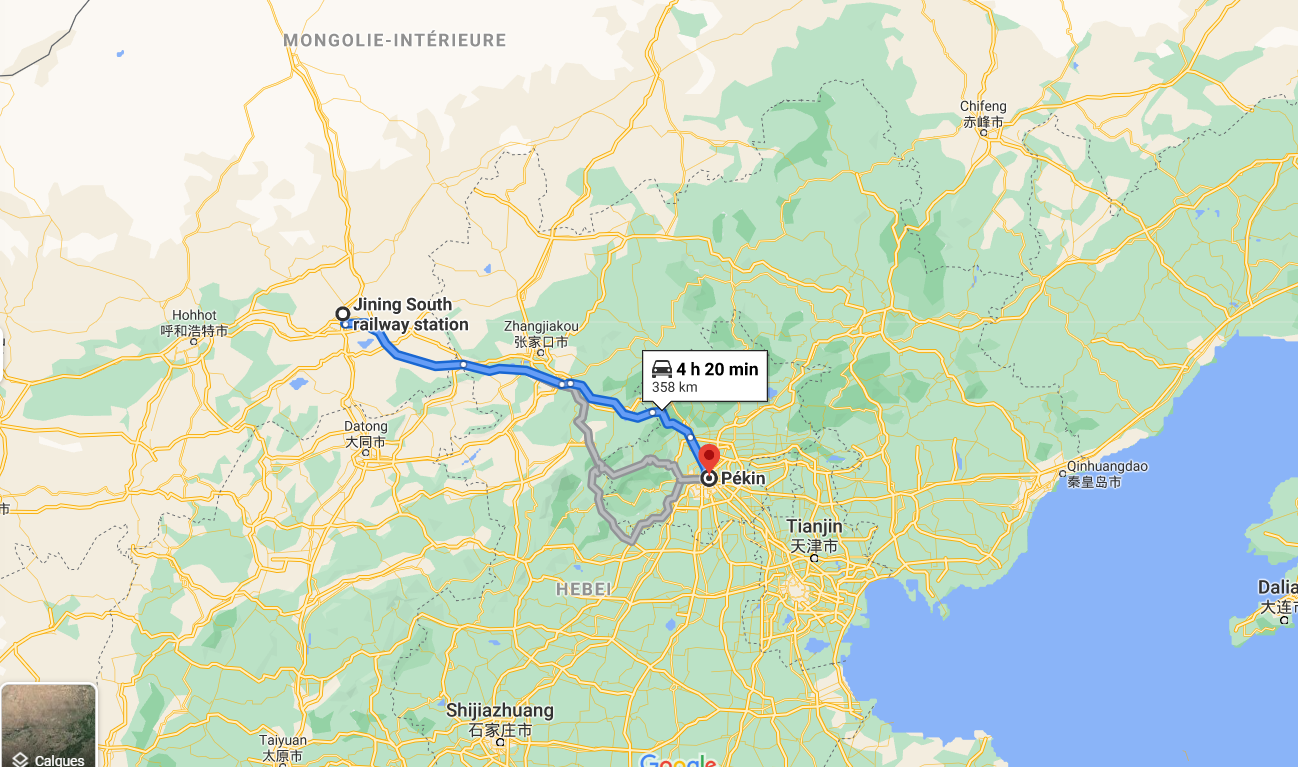 MONGOLIE-INTÉRIEURE
Chifeng
赤峰市
Jining South
railway station
Hohhot
呼和浩特市
Zhangjiakou
张家口市
4 h 20 min
358 km
Datong
大同市
Pékin
Qinhuangdao
秦皇岛市
市
Tianjin
天津市
HEBEI
Dalia
大连市
Shijiazhuang
石家庄市
Taiyuan
太原市
Calques
Google